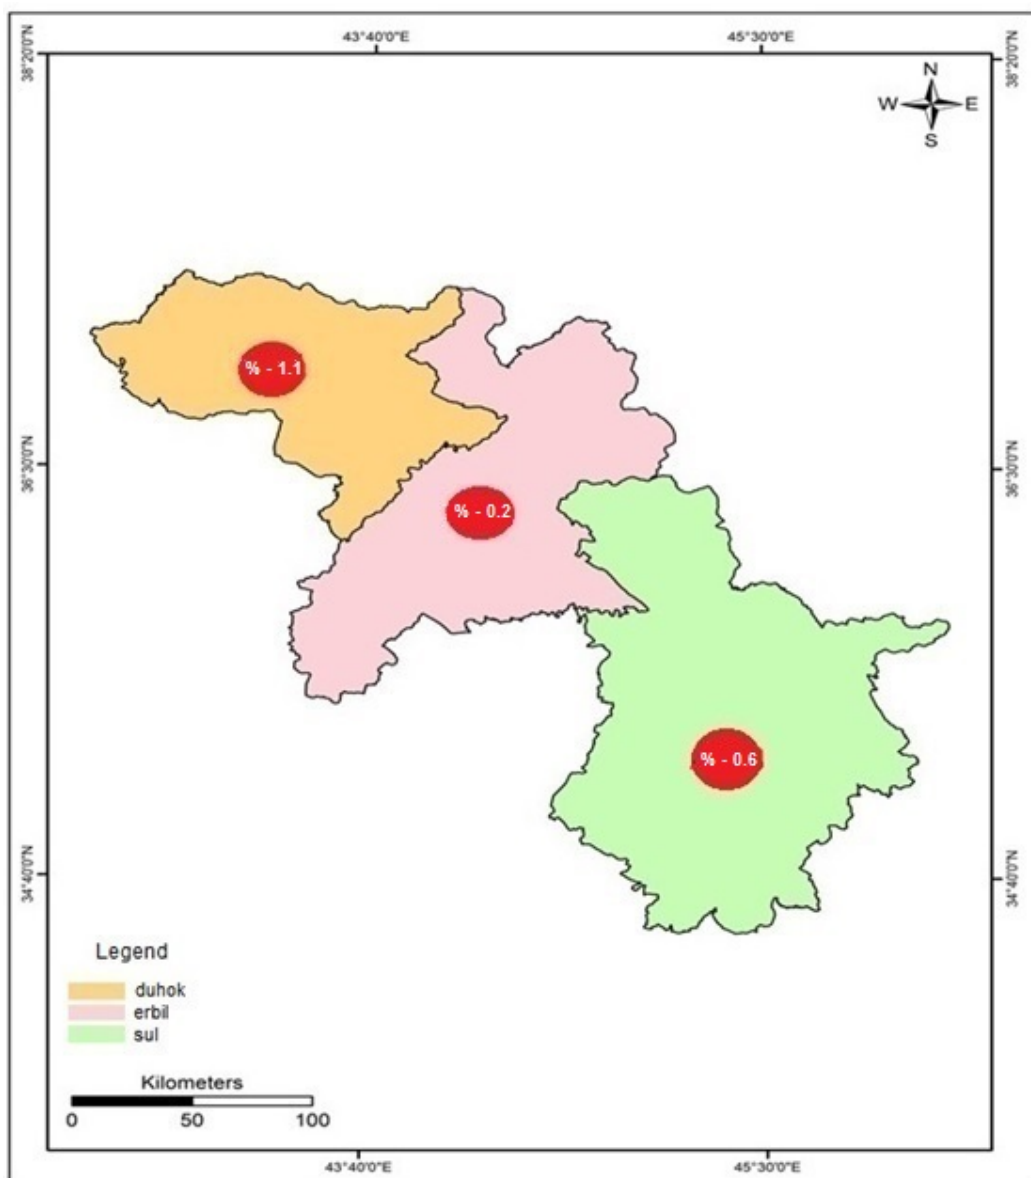 43°40'0"E 45°30'0"E
38°20'0"N 38°20'0"N
N
W E
S
% - 1.1
36°30'0"N 36°30'0"N
% - 0.2
% - 0.6
34°40'0"N 34°40'0"N
Legend
duhok
erbil
sul
Kilometers
0 50 100
43°40'0"E 45°30'0"E